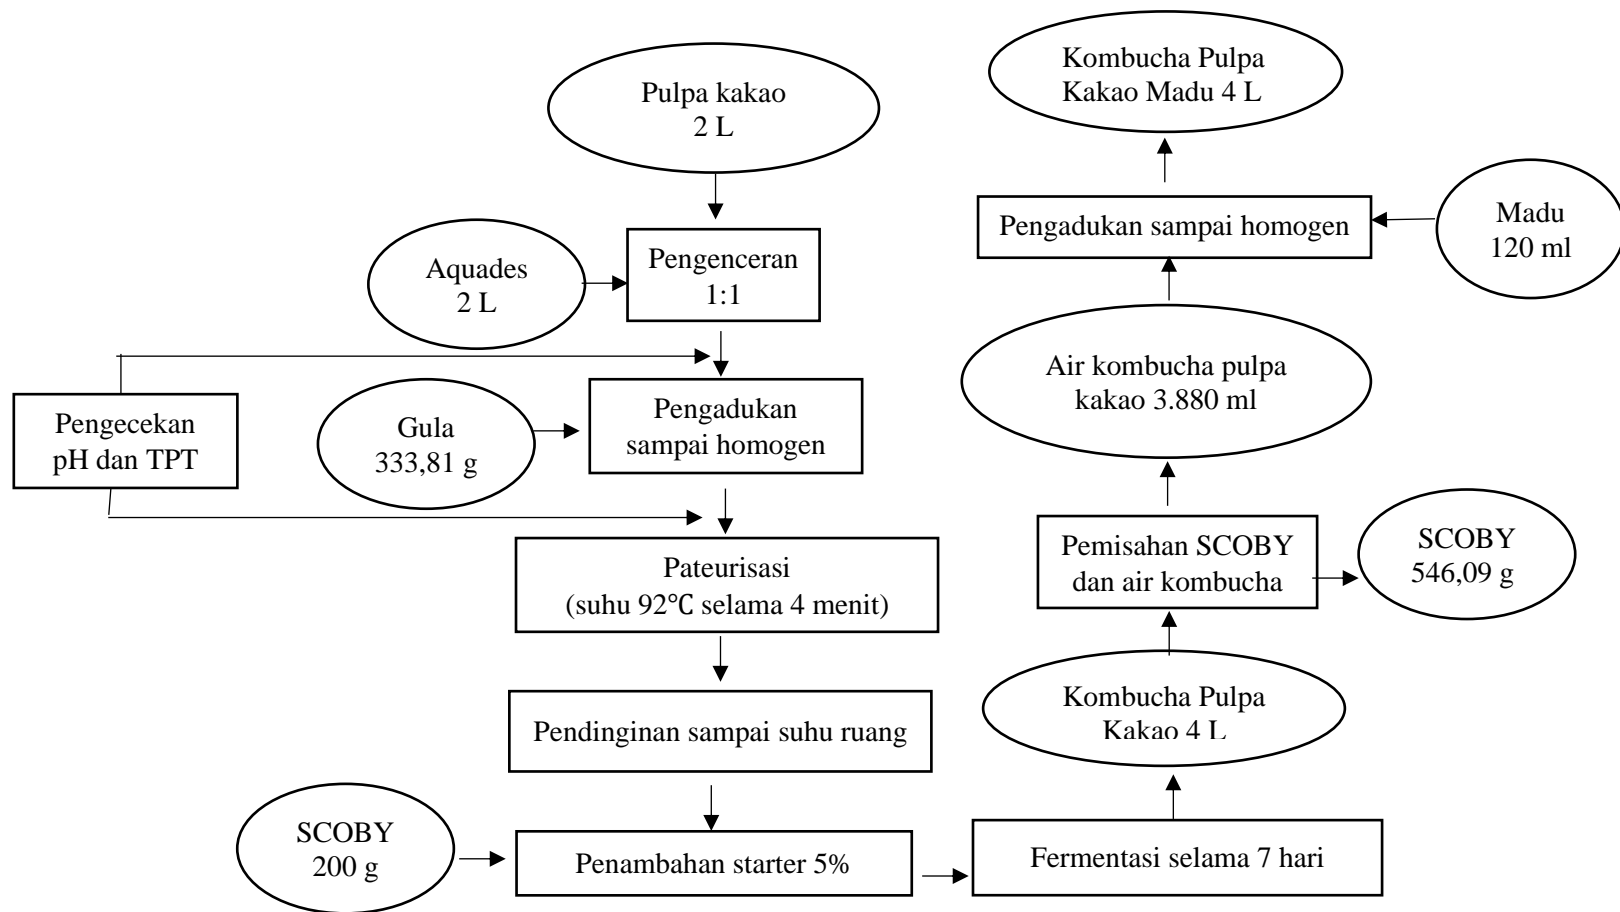 Pulpa kakao
2 L
Aquades
2 L
Pengenceran
1:1
Pengecekan
pH dan TPT
Gula
333,81 g
Pengadukan
sampai homogen
Pateurisasi
(suhu 92℃ selama 4 menit)
Pendinginan sampai suhu ruang
SCOBY
200 g
Penambahan starter 5%
Fermentasi selama 7 hari
Kombucha Pulpa
Kakao 4 L
Pemisahan SCOBY
dan air kombucha
SCOBY
546,09 g
Air kombucha pulpa
kakao 3.880 ml
Pengadukan sampai homogen
Madu
120 ml
Kombucha Pulpa
Kakao Madu 4 L